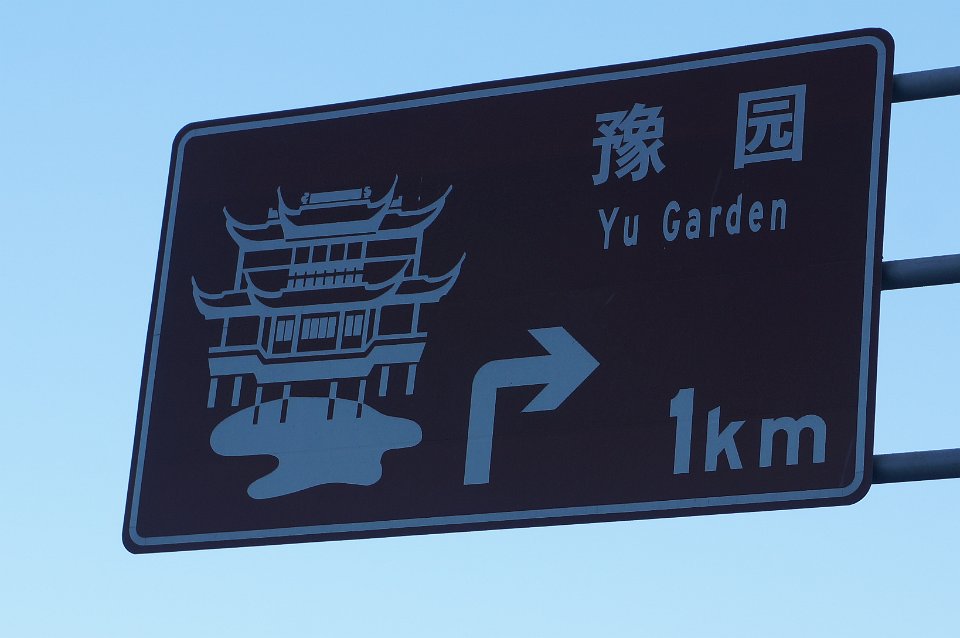 豫园
Yu Garden
1km